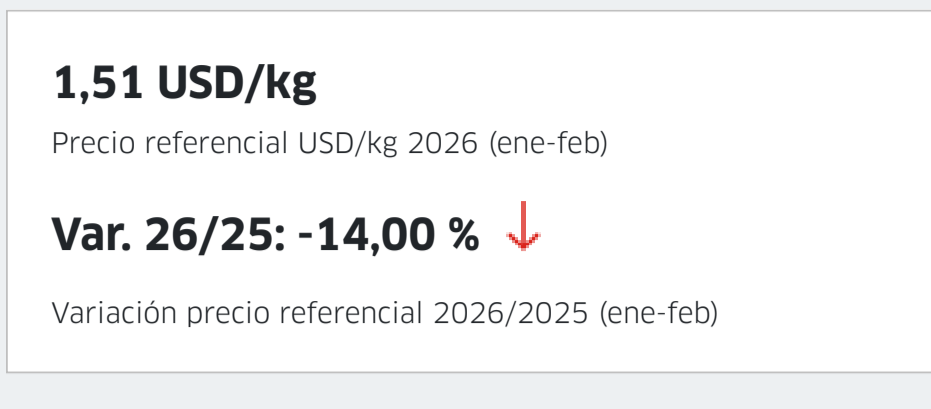 1,51 USD/kg
Precio referencial USD/kg 2026 (ene-feb)
Var. 26/25: -14,00 %
Variación precio referencial 2026/2025 (ene-feb)